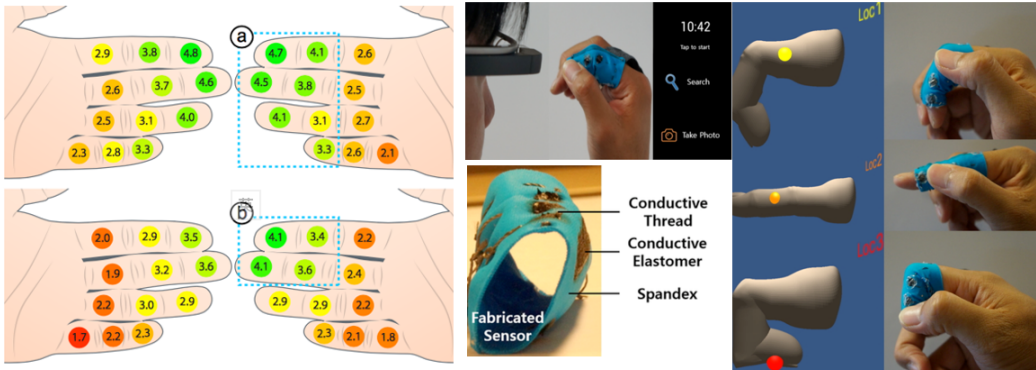 a
2.9 3.8 4.8 4.7 4.1 2.6
2.6 3.7 4.6 4.5 3.8 2.5
2.5 3.1 4.0 4.1 3.1 2.7
2.3 2.8 3.3 3.3 2.6 2.1
b
2.0 2.9 3.5 4.1 3.4 2.2
1.9 3.2 3.6 4.1 3.6 2.4
2.2 3.0 2.9 2.9 2.9 2.2
1.7 2.2 2.3 2.3 2.1 1.8
10:42
Tap to start
Search
Take Photo
Conductive
Thread
Conductive
Elastomer
Spandex
Fabricated
Sensor
Loc1
Loc2
Loc3